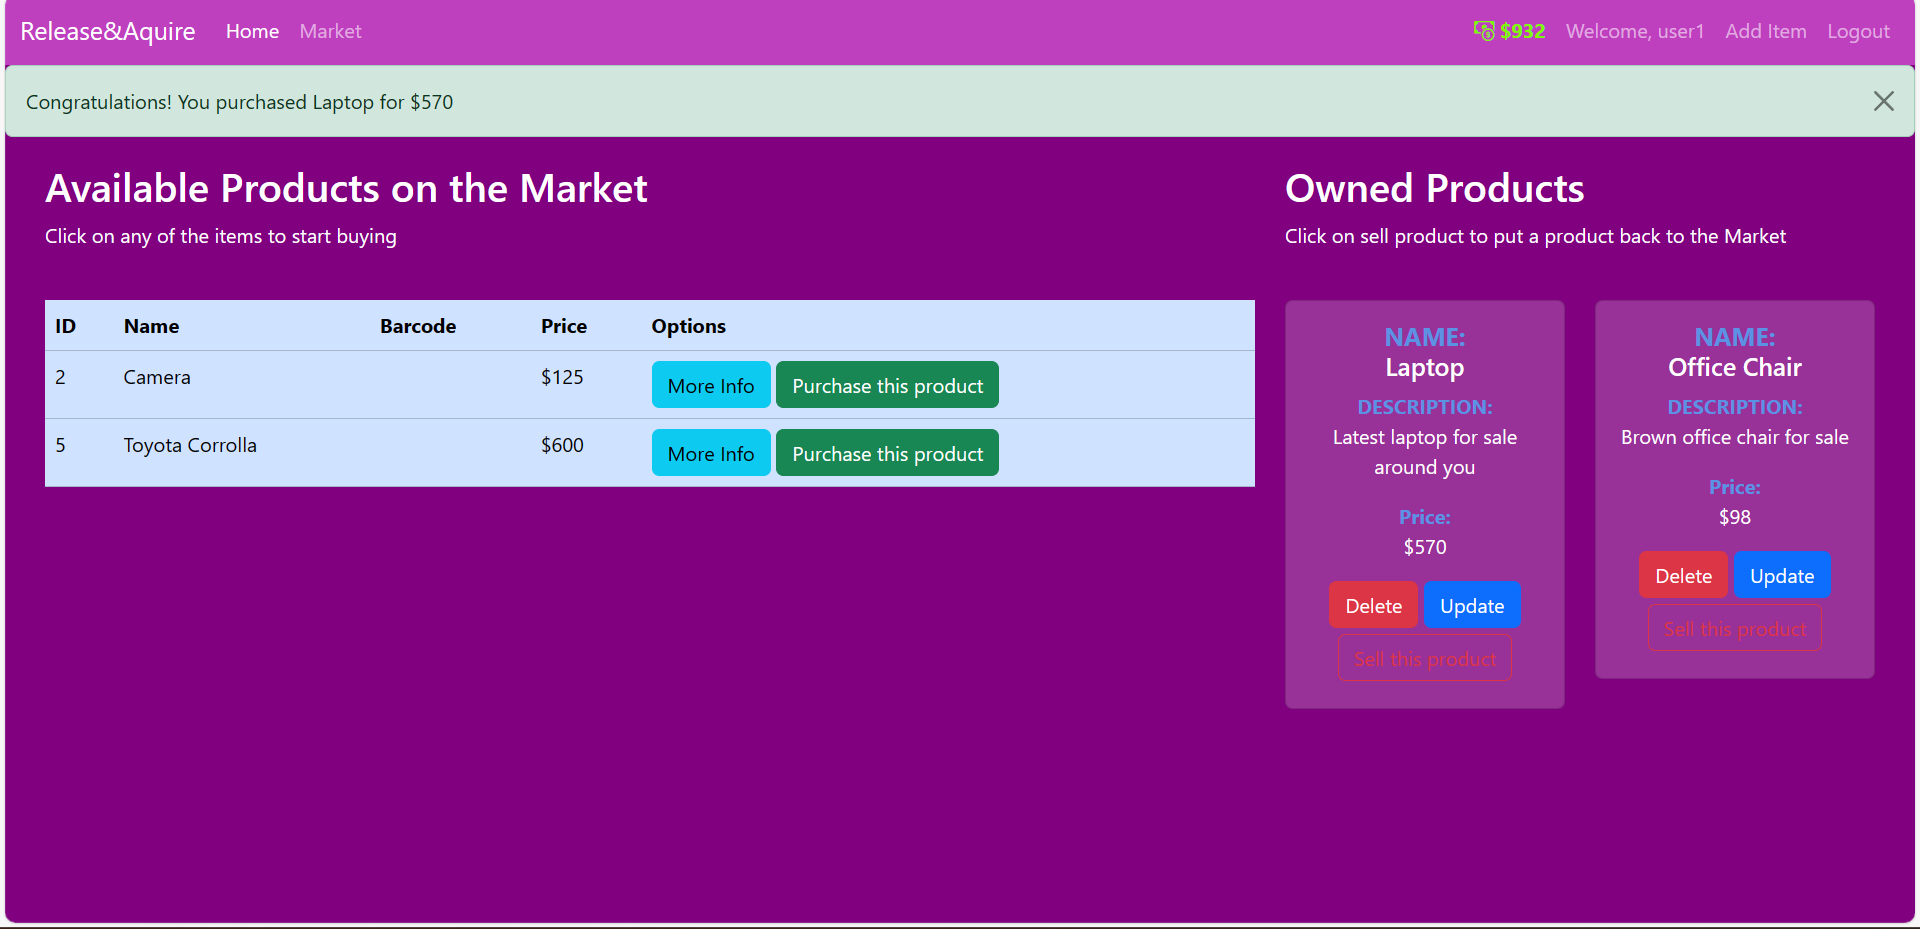 Release&Aquire Home Market $932 Welcome, user1 Add Item Logout
Congratulations! You purchased Laptop for $570
Available Products on the Market
Click on any of the items to start buying
ID Name Barcode Price Options
2 Camera $125 More Info Purchase this product
5 Toyota Corrolla $600 More Info Purchase this product
Owned Products
Click on sell product to put a product back to the Market
NAME:
Laptop
DESCRIPTION:
Latest laptop for sale
around you
Price:
$570
Delete Update
Sell this product
NAME:
Office Chair
DESCRIPTION:
Brown office chair for sale
Price:
$98
Delete Update
Sell this product